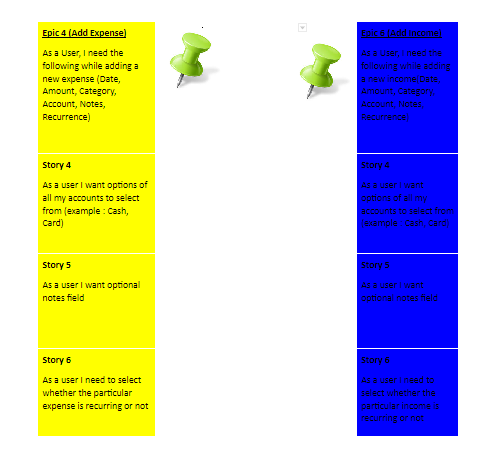 Epic 4 (Add Expense)
As a User, I need the
following while adding a
new expense (Date,
Amount, Category,
Account, Notes,
Recurrence)
Story 4
As a user I want options of
all my accounts to select
from (example : Cash,
Card)
Story 5
As a user I want optional
notes field
Story 6
As a user I need to select
whether the particular
expense is recurring or not
Epic 6 (Add Income)
As a User, I need the
following while adding
a new income (Date,
Amount, Category,
Account, Notes,
Recurrence)
Story 4
As a user I want
options of all my
accounts to select from
(example : Cash, Card)
Story 5
As a user I want
optional notes field
Story 6
As a user I need to
select whether the
particular income is
recurring or not